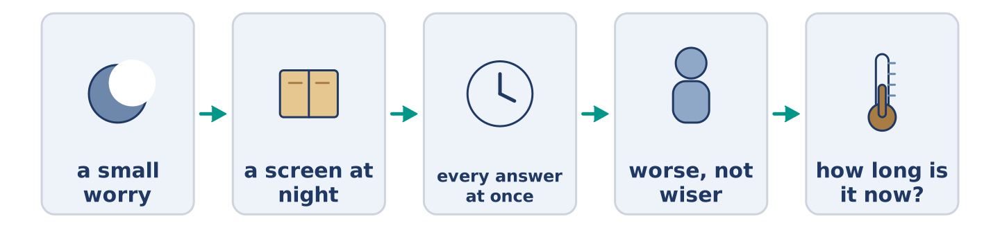 a small
worry
a screen at
night
every answer
at once
worse, not
wiser
how long is
it now?